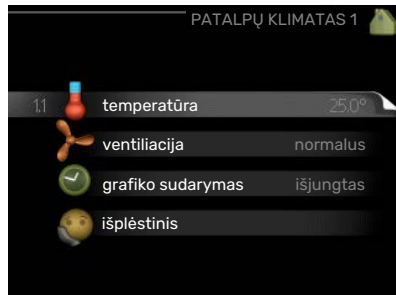 PATALPŲ KLIMATAS 1
1.1 temperatūra 25.0°
ventiliacija normalus
grafiko sudarymas išjungtas
išplėstinis